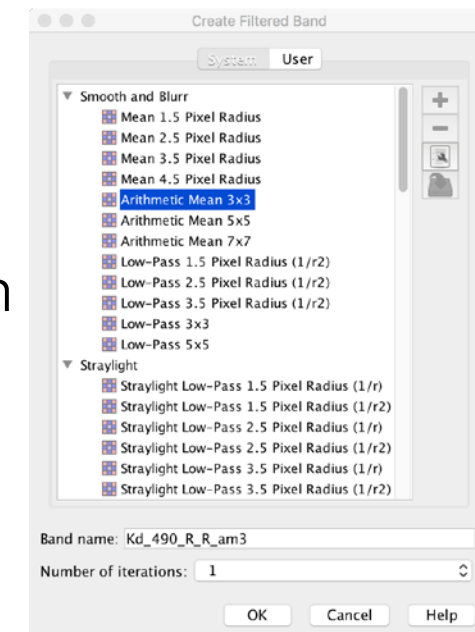 Create Filtered Band
System User
Smooth and Blurr
Mean 1.5 Pixel Radius
Mean 2.5 Pixel Radius
Mean 3.5 Pixel Radius
Mean 4.5 Pixel Radius
Arithmetic Mean 3x3
Arithmetic Mean 5x5
Arithmetic Mean 7x7
Low-Pass 1.5 Pixel Radius (1/r2)
Low-Pass 2.5 Pixel Radius (1/r2)
Low-Pass 3.5 Pixel Radius (1/r2)
n
Low-Pass 3x3
Low-Pass 5x5
Straylight
Straylight Low-Pass 1.5 Pixel Radius (1/r)
Straylight Low-Pass 1.5 Pixel Radius (1/r2)
Straylight Low-Pass 2.5 Pixel Radius (1/r)
Straylight Low-Pass 2.5 Pixel Radius (1/r2)
Straylight Low-Pass 3.5 Pixel Radius (1/r)
Straylight Low-Pass 3.5 Pixel Radius (1/r2)
Band name: Kd_490_R_R_am3
Number of iterations: 1
OK Cancel Help